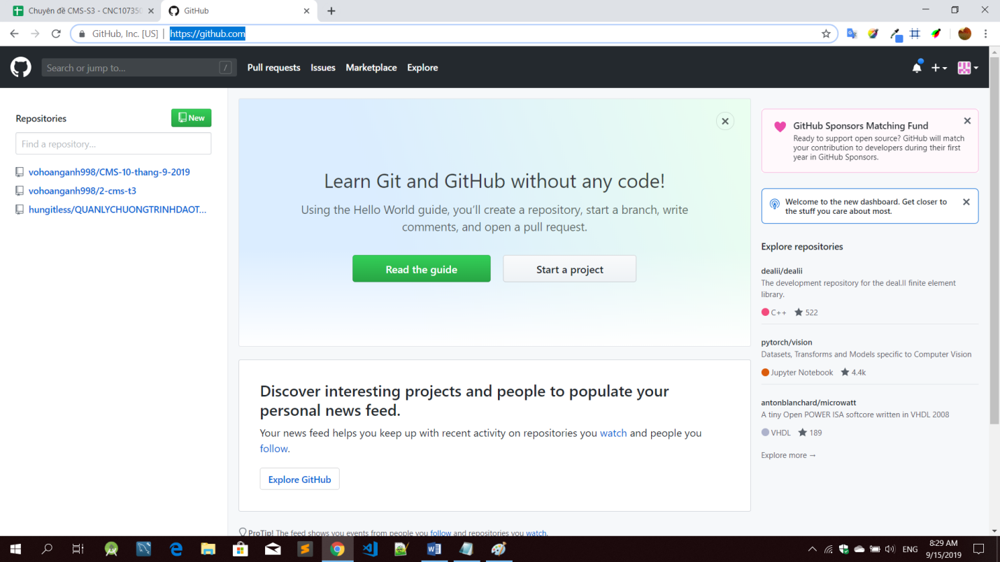 Chuyên đề CMS-S3 - CNC107350
GitHub
GitHub, Inc. [US] | https://github.com
Search or jump to... /
Pull requests Issues Marketplace Explore
Repositories
New
Find a repository...
vohoanganh998/CMS-10-thang-9-2019
vohoanganh998/2-cms-t3
hungitless/QUANLYCHUONGTRINHDAOT...
Learn Git and GitHub without any code!
Using the Hello World guide, you’ll create a repository, start a branch, write
comments, and open a pull request.
Read the guide
Start a project
Discover interesting projects and people to populate your
personal news feed.
Your news feed helps you keep up with recent activity on repositories you watch and people you
follow.
Explore GitHub
ProTip! The feed shows you events from people you follow and repositories you watch.
GitHub Sponsors Matching Fund
Ready to support open source? GitHub will match
your contribution to developers during their first
year in GitHub Sponsors.
Welcome to the new dashboard. Get closer to
the stuff you care about most.
Explore repositories
dealii/dealii
The development repository for the deal.II finite element
library.
C++ 522
pytorch/vision
Datasets, Transforms and Models specific to Computer Vision
Jupyter Notebook 4.4k
antonblanchard/microwatt
A tiny Open POWER ISA softcore written in VHDL 2008
VHDL 189
Explore more →
ENG
8:29 AM
9/15/2019